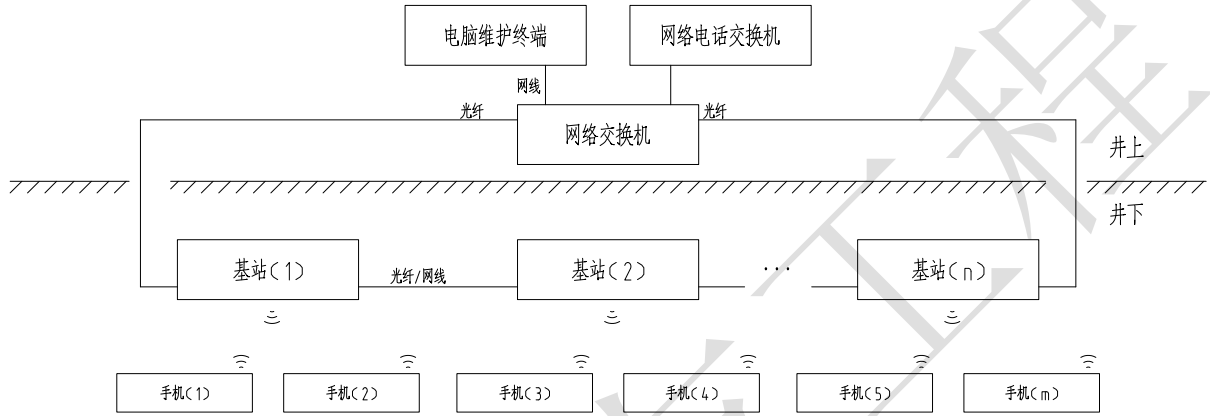 电脑维护终端
网络电话交换机
网线
光纤
光纤
网络交换机
井上
井下
基站(1)
光纤/网线
基站(2)
...
基站(n)
手机(1)
手机(2)
手机(3)
手机(4)
手机(5)
手机(m)
工程